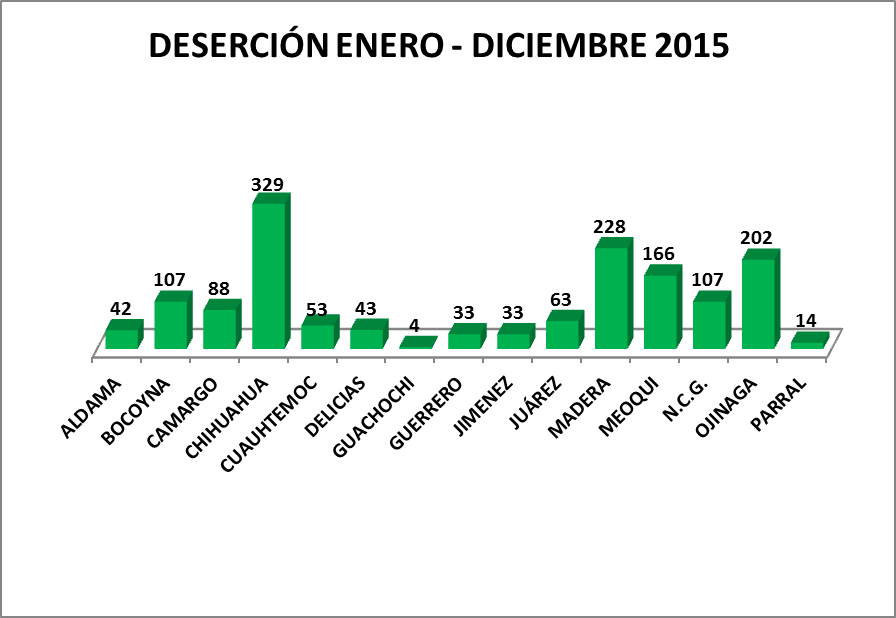 DESERCIÓN ENERO - DICIEMBRE 2015
42
107
88
329
53
43
4
33
33
63
228
166
107
202
14
ALDAMA
BOCOYNA
CAMARGO
CHIHUAHUA
CUAUHTEMOC
DELICIAS
GUACHOCHI
GUERRERO
JIMENEZ
JUÁREZ
MADERA
MEOQUI
N.C.G.
OJINAGA
PARRAL